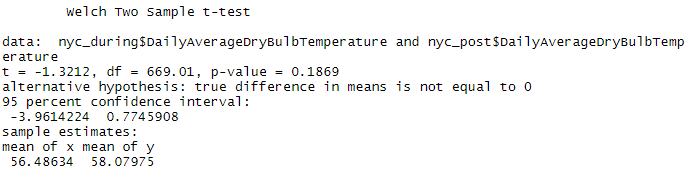 Welch Two Sample t-test
data:  nyc_during$DailyAverageDryBulbTemperature and nyc_post$DailyAverageDryBulbTemp
erature
t = -1.3212, df = 669.01, p-value = 0.1869
alternative hypothesis: true difference in means is not equal to 0
95 percent confidence interval:
 -3.9614224  0.7745908
sample estimates:
mean of x mean of y
 56.48634  58.07975